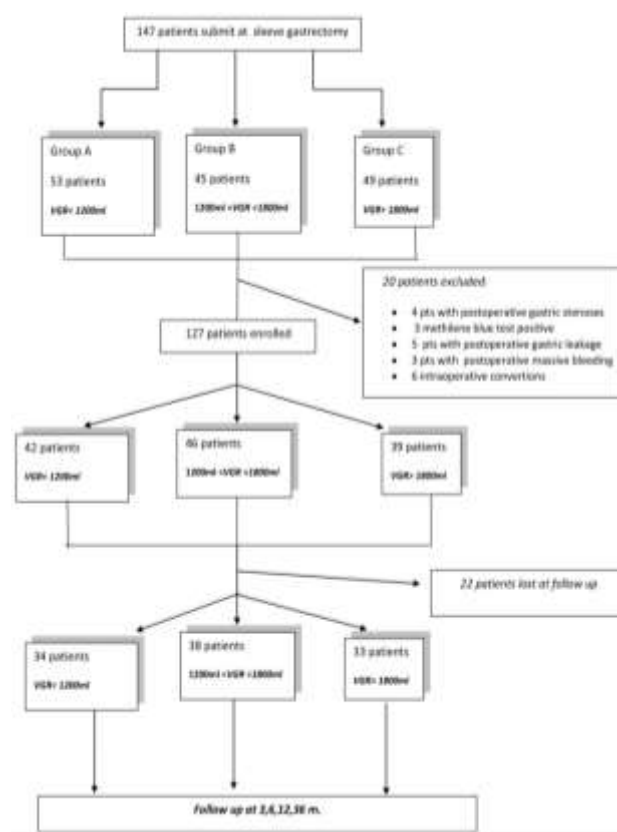 147 patients submit at sleeve gastrectomy
Group A
53 patients
VGR< 1200ml
Group B
45 patients
1200ml <VGR <1800ml
Group C
49 patients
VGR> 1800ml
20 patients excluded
4 pts with postoperative gastric stenoses
3 methilene blue test positive
5 pts with postoperative gastric leakage
3 pts with postoperative massive bleeding
6 intraoperative convertions
127 patients enrolled
42 patients
VGR< 1200ml
46 patients
1200ml <VGR <1800ml
39 patients
VGR> 1800ml
22 patients lost at follow up
34 patients
VGR< 1200ml
38 patients
1200ml <VGR <1800ml
33 patients
VGR> 1800ml
Follow up at 3,6,12,36 m.